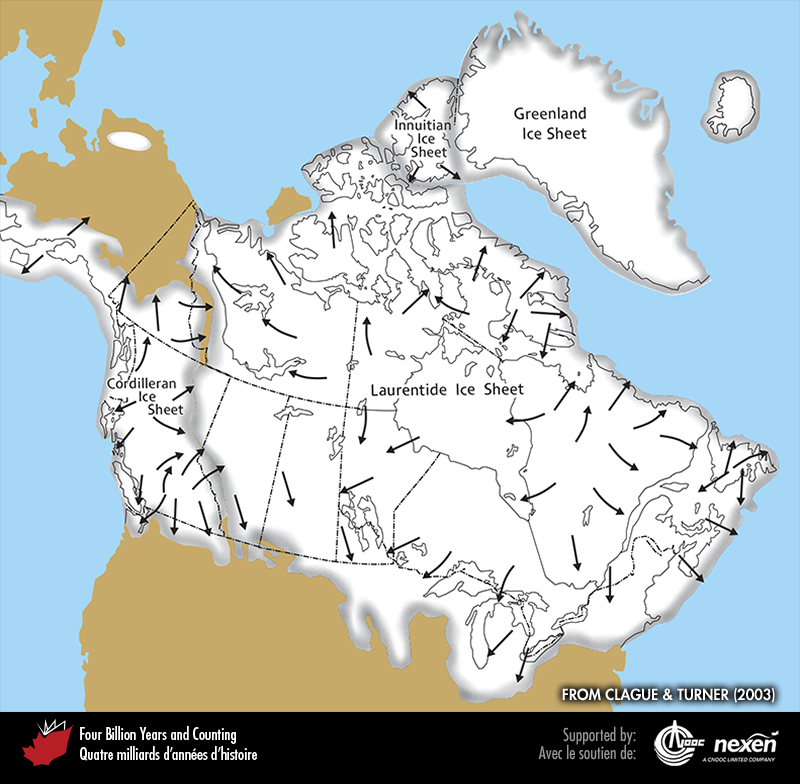 Greenland
Ice Sheet
Innuitian
Ice
Sheet
Laurentide Ice Sheet
Cordilleran
Ice
Sheet
FROM CLAGUE & TURNER (2003)
Four Billion Years and Counting
Quatre milliards d'années d'histoire
Supported by:
Avec le soutien de:
CNOOC nexen
A CNOOC LIMITED COMPANY